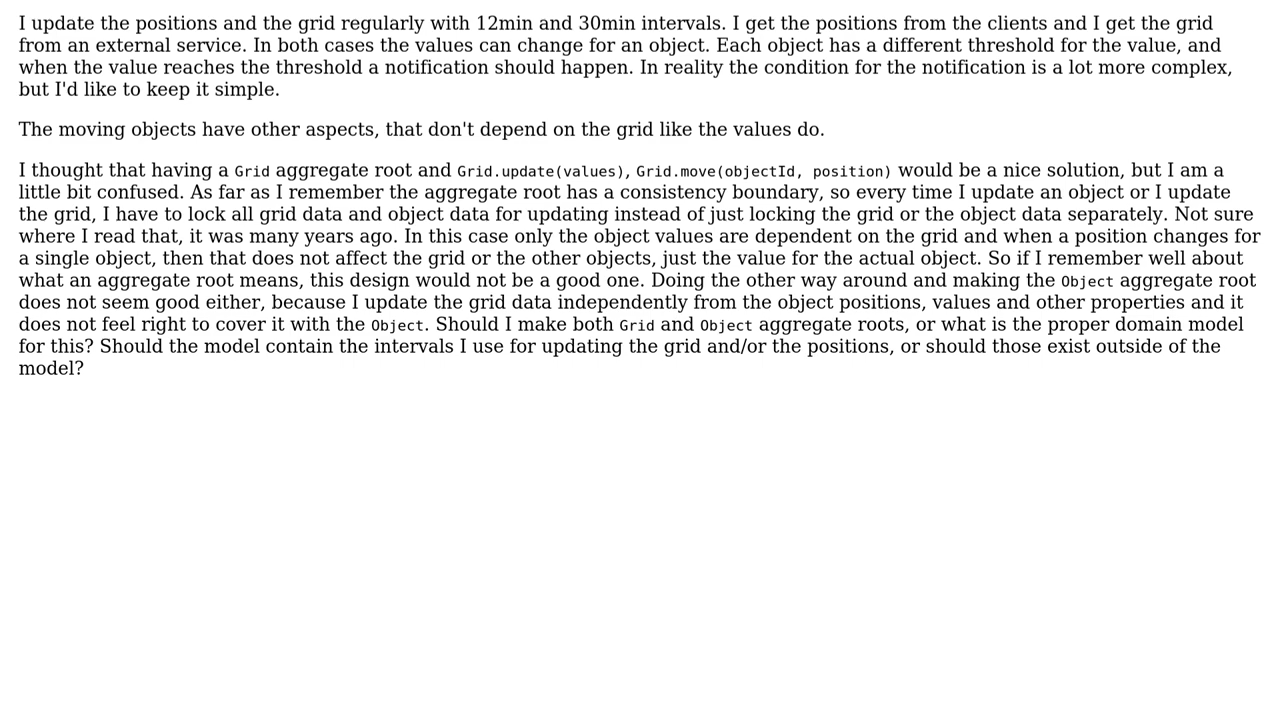 I update the positions and the grid regularly with 12min and 30min intervals. I get the positions from the clients and I get the grid
from an external service. In both cases the values can change for an object. Each object has a different threshold for the value, and
when the value reaches the threshold a notification should happen. In reality the condition for the notification is a lot more complex,
but I'd like to keep it simple.
The moving objects have other aspects, that don't depend on the grid like the values do.
I thought that having a Grid aggregate root and Grid.update(values), Grid.move(objectId, position) would be a nice solution, but I am a
little bit confused. As far as I remember the aggregate root has a consistency boundary, so every time I update an object or I update
the grid, I have to lock all grid data and object data for updating instead of just locking the grid or the object data separately. Not sure
where I read that, it was many years ago. In this case only the object values are dependent on the grid and when a position changes for
a single object, then that does not affect the grid or the other objects, just the value for the actual object. So if I remember well about
what an aggregate root means, this design would not be a good one. Doing the other way around and making the Object aggregate root
does not seem good either, because I update the grid data independently from the object positions, values and other properties and it
does not feel right to cover it with the Object. Should I make both Grid and Object aggregate roots, or what is the proper domain model
for this? Should the model contain the intervals I use for updating the grid and/or the positions, or should those exist outside of the
model?